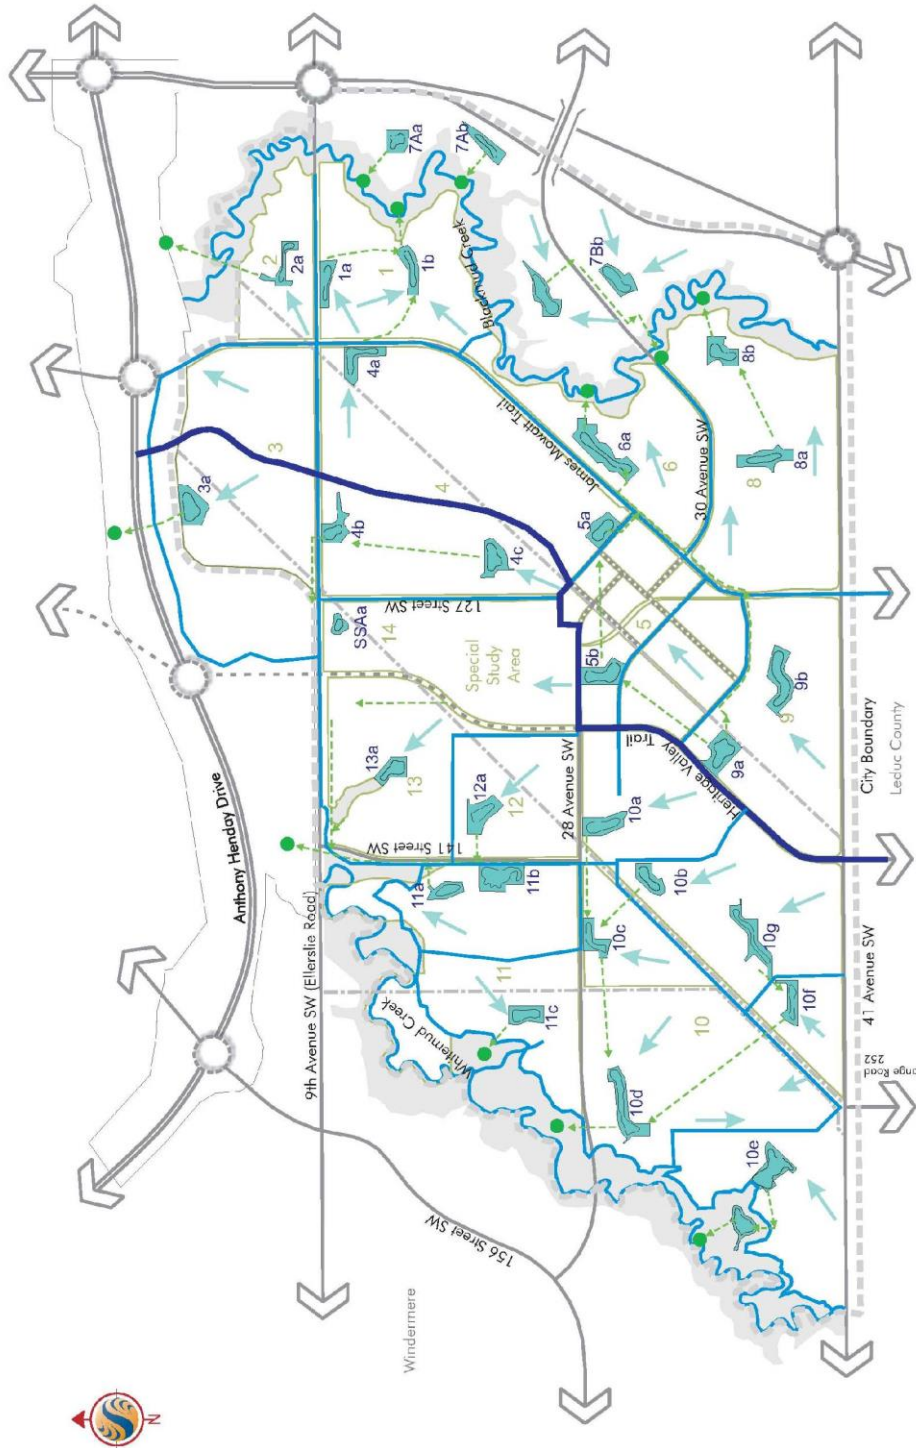 N
Windermere
156 Street SW
Anthony Henday Drive
9th Avenue SW (Ellerslie Road)
Whitemud Creek
141 Street SW
127 Street SW
28 Avenue SW
Heritage Valley
Trail
James Mowatt Trail
Blackmud Creek
30 Avenue SW
41 Avenue SW
City Boundary
Leduc County
ange Road
252
Special
Study
Area
1
1a
1b
2
2a
3
3a
4
4a
4b
4c
5
5a
5b
6
6a
7Aa
7Ab
7Bb
8
8a
8b
9
9a
9b
10
10a
10b
10c
10d
10e
10f
10g
11
11a
11b
11c
12
12a
13
13a
14
SSAa